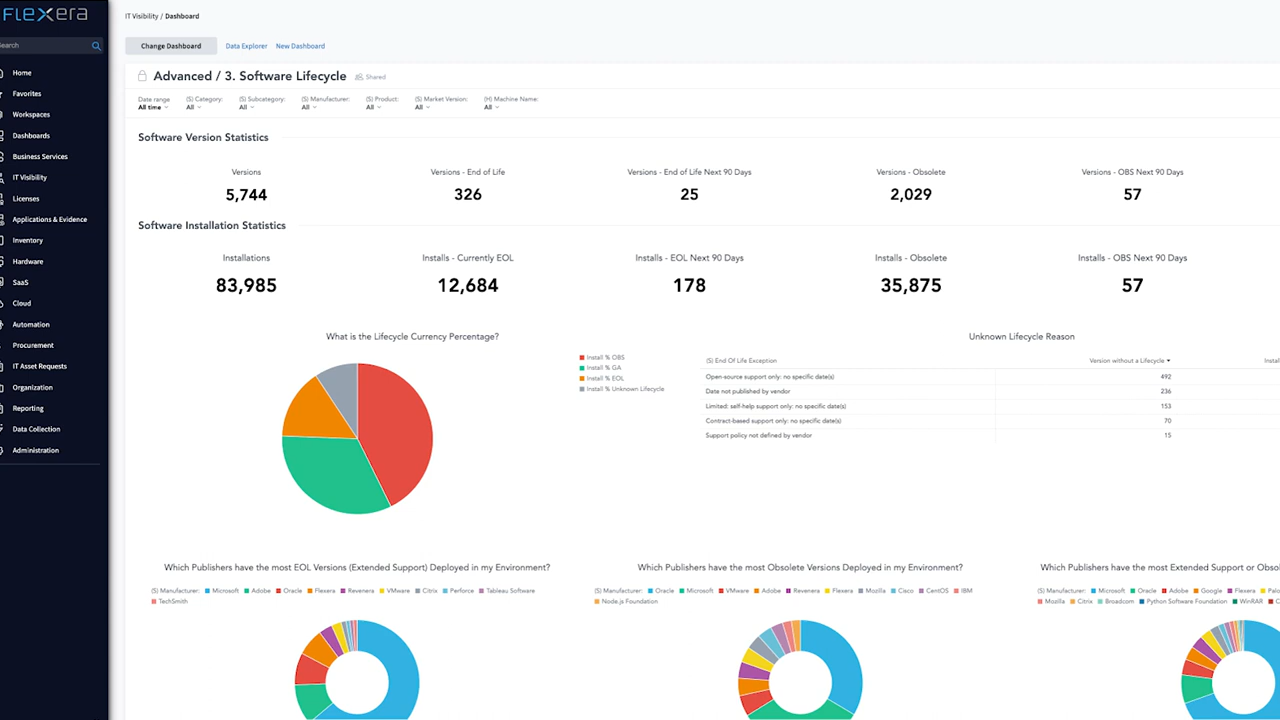 FLEXera
IT Visibility / Dashboard
earch
Change Dashboard Data Explorer New Dashboard
Home
Favorites
Workspaces
Dashboards
Business Services
IT Visibility
Licenses
Applications & Evidence
Inventory
Hardware
SaaS
Cloud
Automation
Procurement
IT Asset Requests
Organization
Reporting
Data Collection
Administration
Advanced / 3. Software Lifecycle Shared
Date range (S) Category: (S) Subcategory: (S) Manufacturer: (S) Product: (S) Market Version: (H) Machine Name:
All time All All All All All All
Software Version Statistics
Versions Versions - End of Life Versions - End of Life Next 90 Days Versions - Obsolete Versions - OBS Next 90 Days
5,744 326 25 2,029 57
Software Installation Statistics
Installations Installs - Currently EOL Installs - EOL Next 90 Days Installs - Obsolete Installs - OBS Next 90 Days
83,985 12,684 178 35,875 57
What is the Lifecycle Currency Percentage?
Install % OBS
Install % GA
Install % EOL
Install % Unknown Lifecycle
Unknown Lifecycle Reason
(S) End Of Life Exception Version without a Lifecycle Instal
Open-source support only: no specific date(s) 492
Date not published by vendor 236
Limited: self-help support only: no specific date(s) 153
Contract-based support only: no specific date(s) 70
Support policy not defined by vendor 15
Which Publishers have the most EOL Versions (Extended Support) Deployed in my Environment?
(S) Manufacturer: Microsoft Adobe Oracle Flexera Revenera VMware Citrix Perforce Tableau Software
TechSmith
Which Publishers have the most Obsolete Versions Deployed in my Environment?
(S) Manufacturer: Oracle Microsoft VMware Adobe Revenera Flexera Mozilla Cisco CentOS IBM
Node.js Foundation
Which Publishers have the most Extended Support or Obsol
(S) Manufacturer: Microsoft Oracle Adobe Google Flexera Palo
Mozilla Citrix Broadcom Python Software Foundation WinRAR C